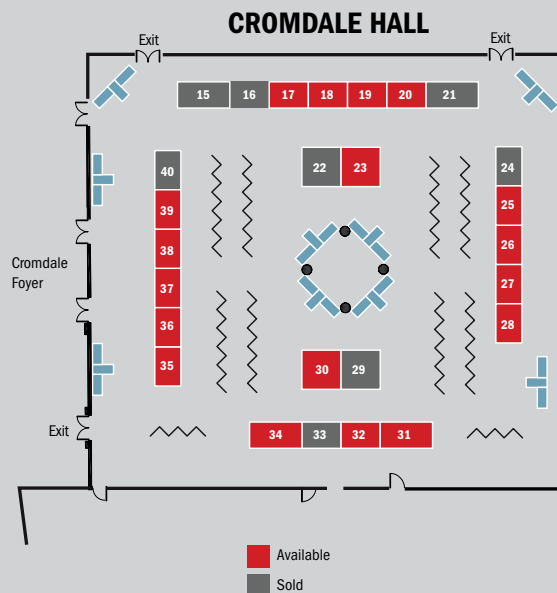 CROMDALE HALL
Exit
Exit
15 16 17 18 19 20 21
22 23
40
39
38
37
36
35
24
25
26
27
28
Cromdale
Foyer
30 29
Exit
34 33 32 31
Available
Sold